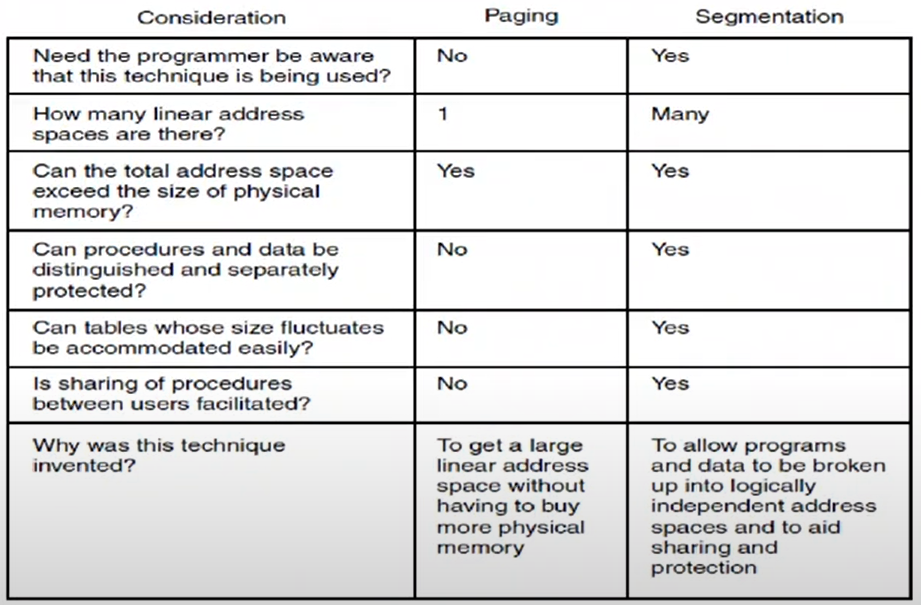 Consideration Paging Segmentation
Need the programmer be aware No Yes
that this technique is being used?
How many linear address 1 Many
spaces are there?
Can the total address space Yes Yes
exceed the size of physical
memory?
Can procedures and data be No Yes
distinguished and separately
protected?
Can tables whose size fluctuates No Yes
be accommodated easily?
Is sharing of procedures No Yes
between users facilitated?
Why was this technique To get a large To allow programs
invented? linear address and data to be broken
space without up into logically
having to buy independent address
more physical spaces and to aid
memory sharing and
protection